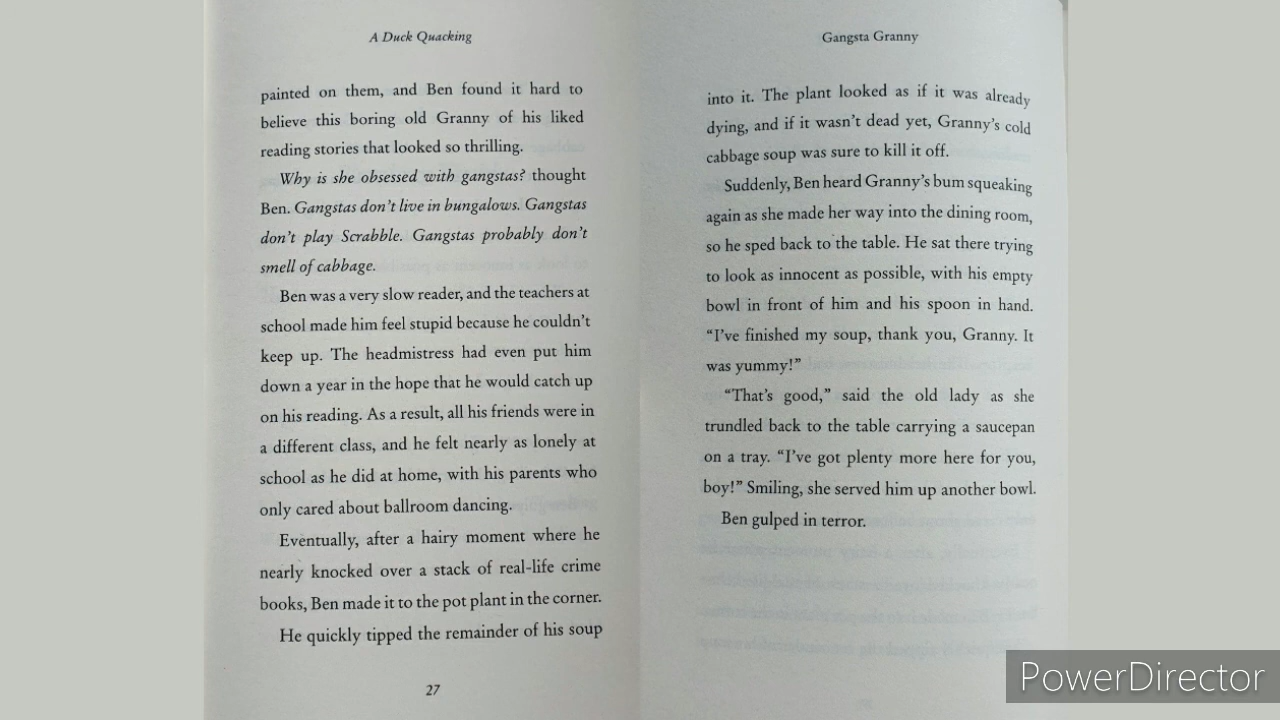 A Duck Quacking
painted on them, and Ben found it hard to
believe this boring old Granny of his liked
reading stories that looked so thrilling.
Why is she obsessed with gangstas? thought
Ben. Gangstas don't live in bungalows. Gangstas
don't play Scrabble. Gangstas probably don't
smell of cabbage.
Ben was a very slow reader, and the teachers at
school made him feel stupid because he couldn't
keep up. The headmistress had even put him
down a year in the hope that he would catch up
on his reading. As a result, all his friends were in
a different class, and he felt nearly as lonely at
school as he did at home, with his parents who
only cared about ballroom dancing.
Eventually, after a hairy moment where he
nearly knocked over a stack of real-life crime
books, Ben made it to the pot plant in the corner.
He quickly tipped the remainder of his soup
27
Gangsta Granny
into it. The plant looked as if it was already
dying, and if it wasn't dead yet, Granny's cold
cabbage soup was sure to kill it off.
Suddenly, Ben heard Granny's bum squeaking
again as she made her way into the dining room,
so he sped back to the table. He sat there trying
to look as innocent as possible, with his empty
bowl in front of him and his spoon in hand.
"I've finished my soup, thank you, Granny. It
was yummy!"
"That's good," said the old lady as she
trundled back to the table carrying a saucepan
on a tray. "I've got plenty more here for you,
boy!" Smiling, she served him up another bowl.
Ben gulped in terror.
PowerDirector